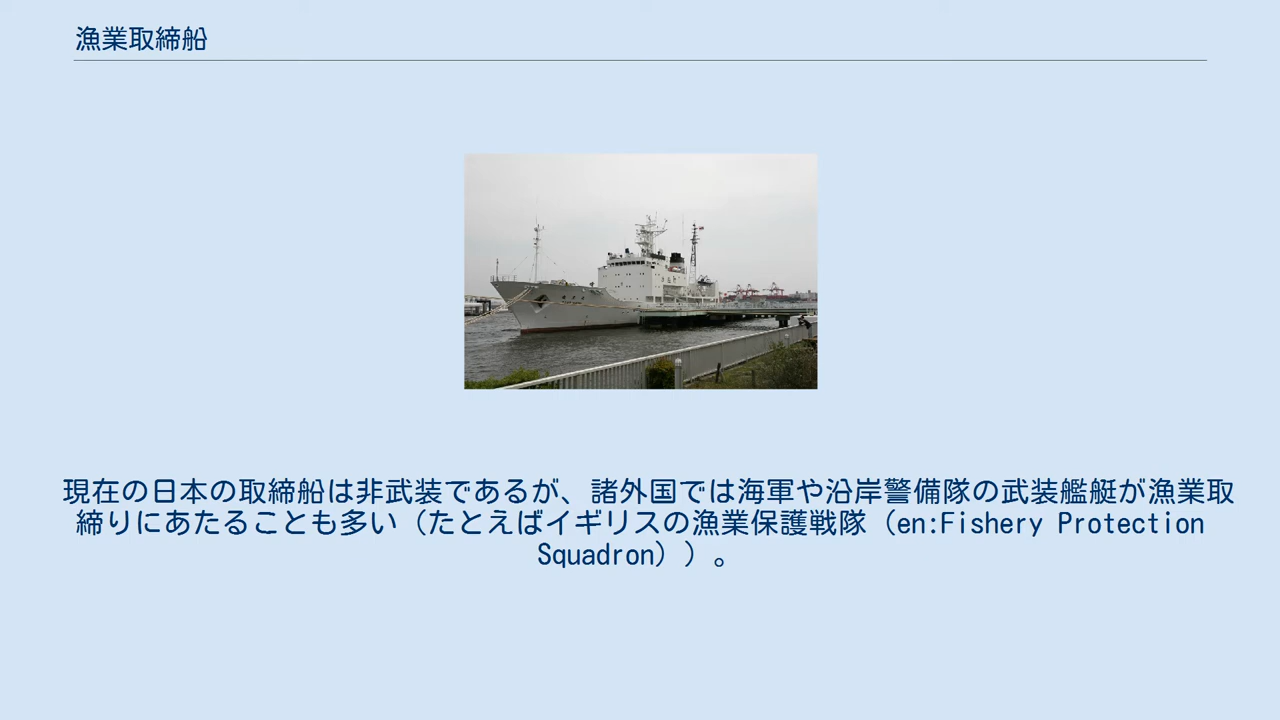 漁業取締船
現在の日本の取締船は非武装であるが、諸外国では海軍や沿岸警備隊の武装艦艇が漁業取
締りにあたることも多い（たとえばイギリスの漁業保護戦隊（en:Fishery Protection
Squadron））。